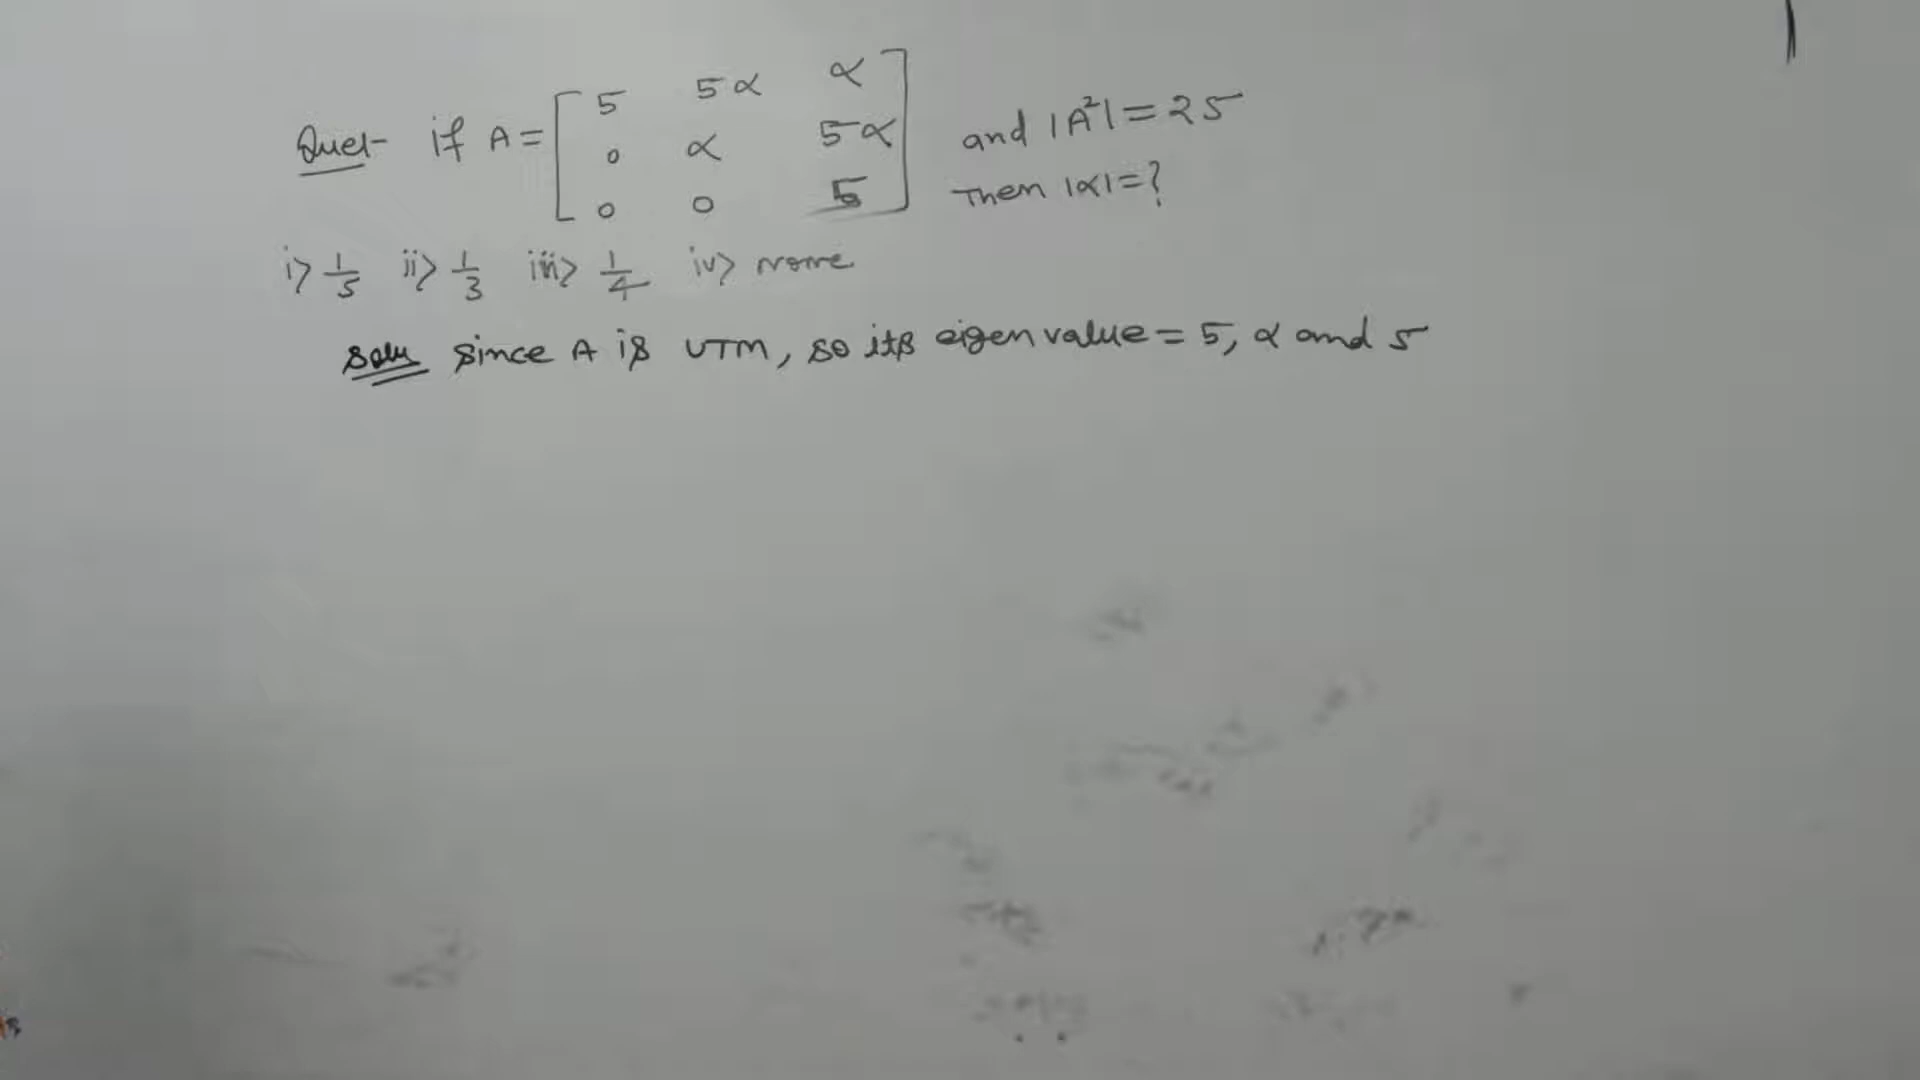 Ques- if A = [ 5 5α α
0 α 5α
0 0 5 ] and |A²| = 25
Then |α| = ?
i> 1/5 ii> 1/3 iii> 1/4 iv> none
Soln since A is UTM, so its eigen value = 5, α and 5